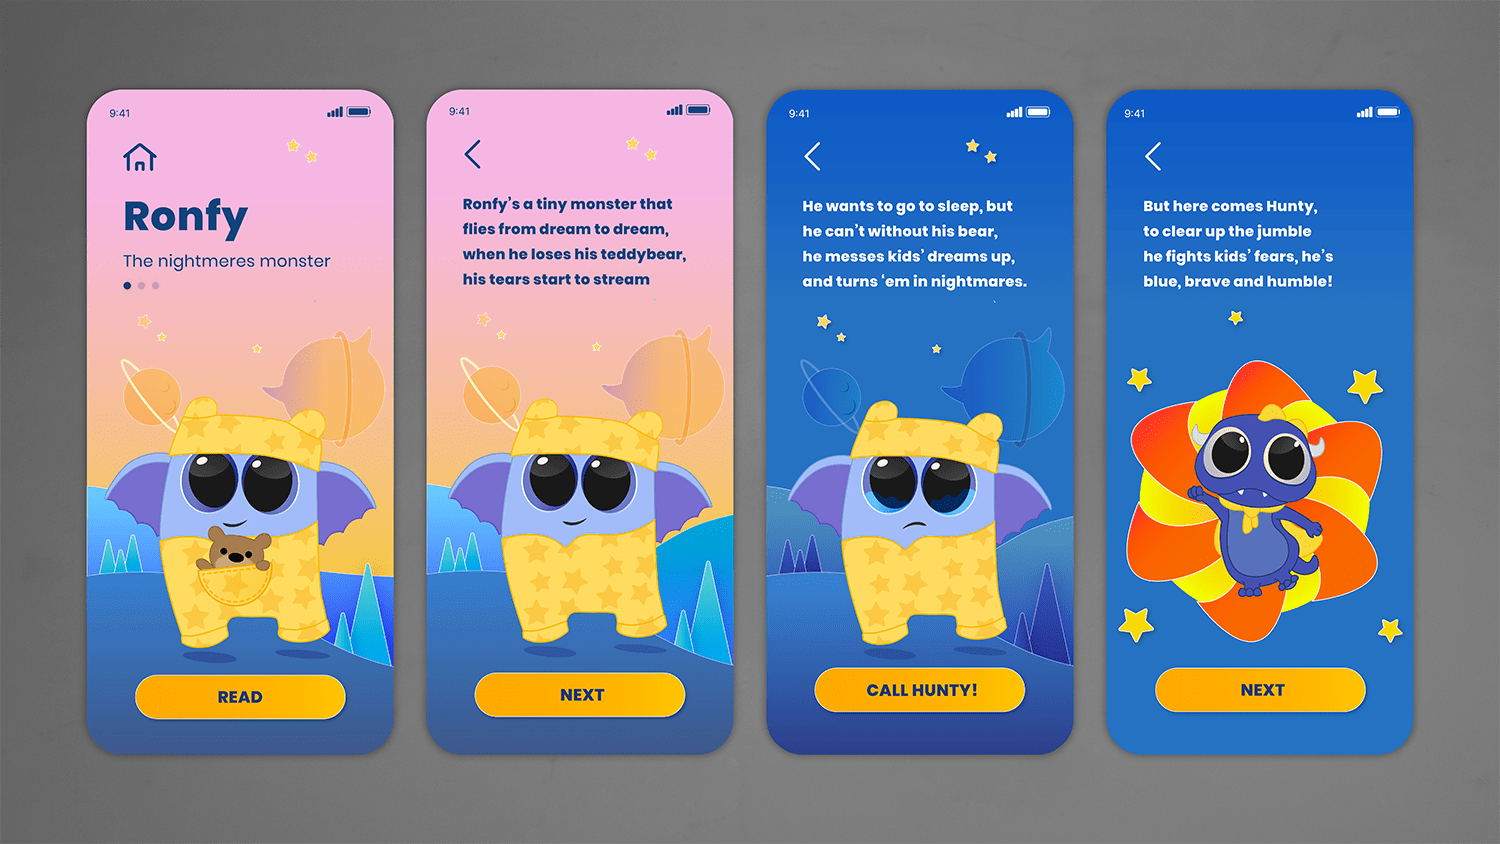 9:41
Ronfy
The nightmeres monster
READ
9:41
Ronfy's a tiny monster that
flies from dream to dream,
when he loses his teddybear,
his tears start to stream
NEXT
9:41
He wants to go to sleep, but
he can't without his bear,
he messes kids' dreams up,
and turns 'em in nightmares.
CALL HUNTY!
9:41
But here comes Hunty,
to clear up the jumble
he fights kids' fears, he's
blue, brave and humble!
NEXT